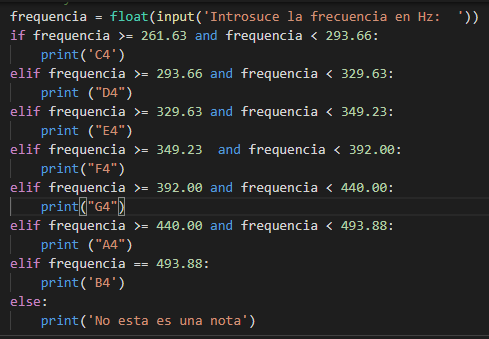 frequencia = float(input('Introsuce la frecuencia en Hz:  '))
if frequencia >= 261.63 and frequencia < 293.66:
    print('C4')
elif frequencia >= 293.66 and frequencia < 329.63:
    print ("D4")
elif frequencia >= 329.63 and frequencia < 349.23:
    print ("E4")
elif frequencia >= 349.23  and frequencia < 392.00:
    print("F4")
elif frequencia >= 392.00 and frequencia < 440.00:
    print("G4")
elif frequencia >= 440.00 and frequencia < 493.88:
    print ("A4")
elif frequencia == 493.88:
    print('B4')
else:
    print('No esta es una nota')